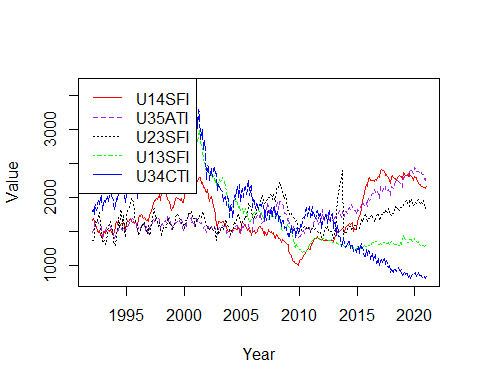 U14SFI
U35ATI
U23SFI
U13SFI
U34CTI
Value
3000
2000
1000
1995 2000 2005 2010 2015 2020
Year